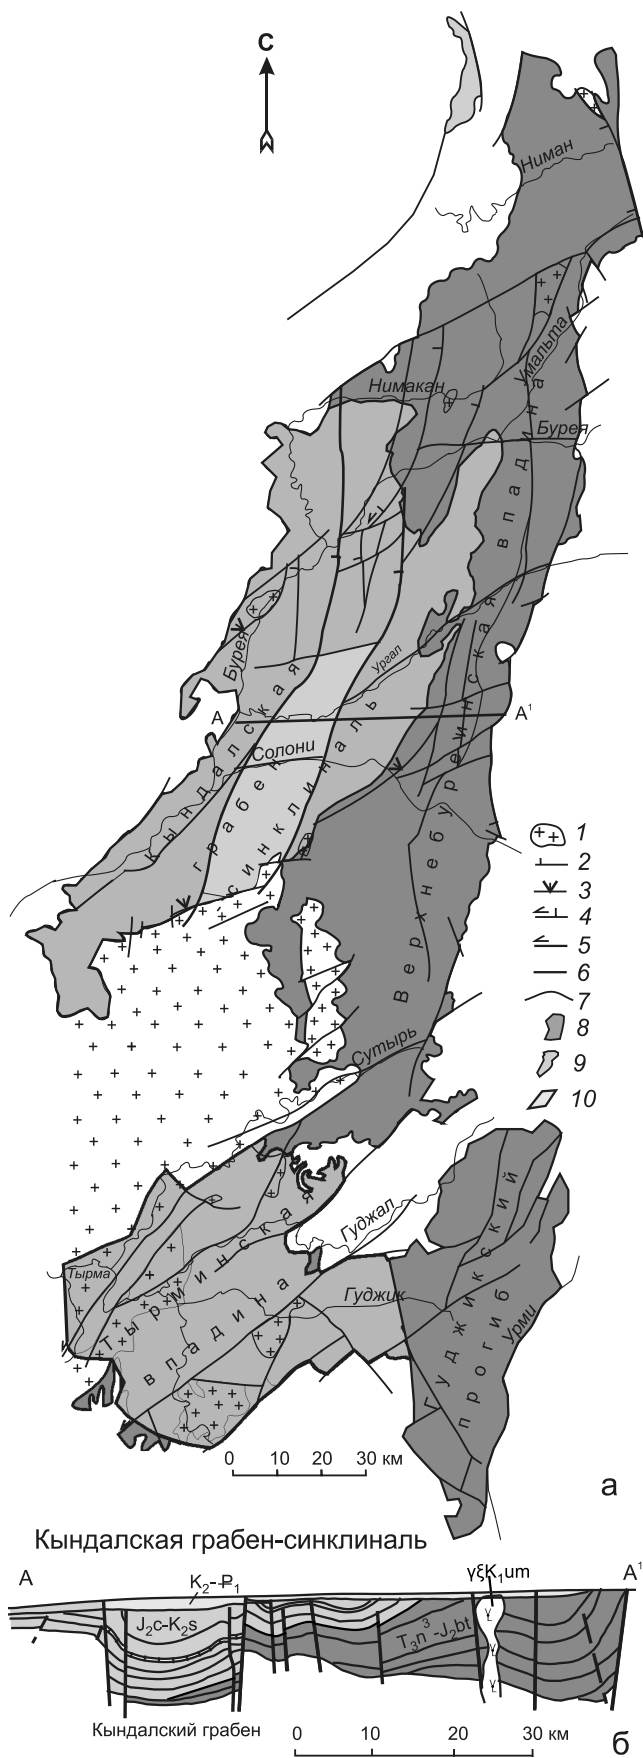 С
Ниман
Умальта
Нимакан
Бурея
Верхнебуреинская впадина
Бурея
Ургал
А
А¹
Солони
Кындалская
грабен-
синклиналь
1
2
3
4
5
6
7
8
9
10
Сутырь
Гуджал
Тырма
Тырминская
впадина
Гуджик
Гуджикский
прогиб
Урми
0 10 20 30 км
а
Кындалская грабен-синклиналь
А
K₂-P₁
γξK₁um
А¹
J₂c-K₂s
T₃n³-J₂bt
Кындалский грабен
0 10 20 30 км
б